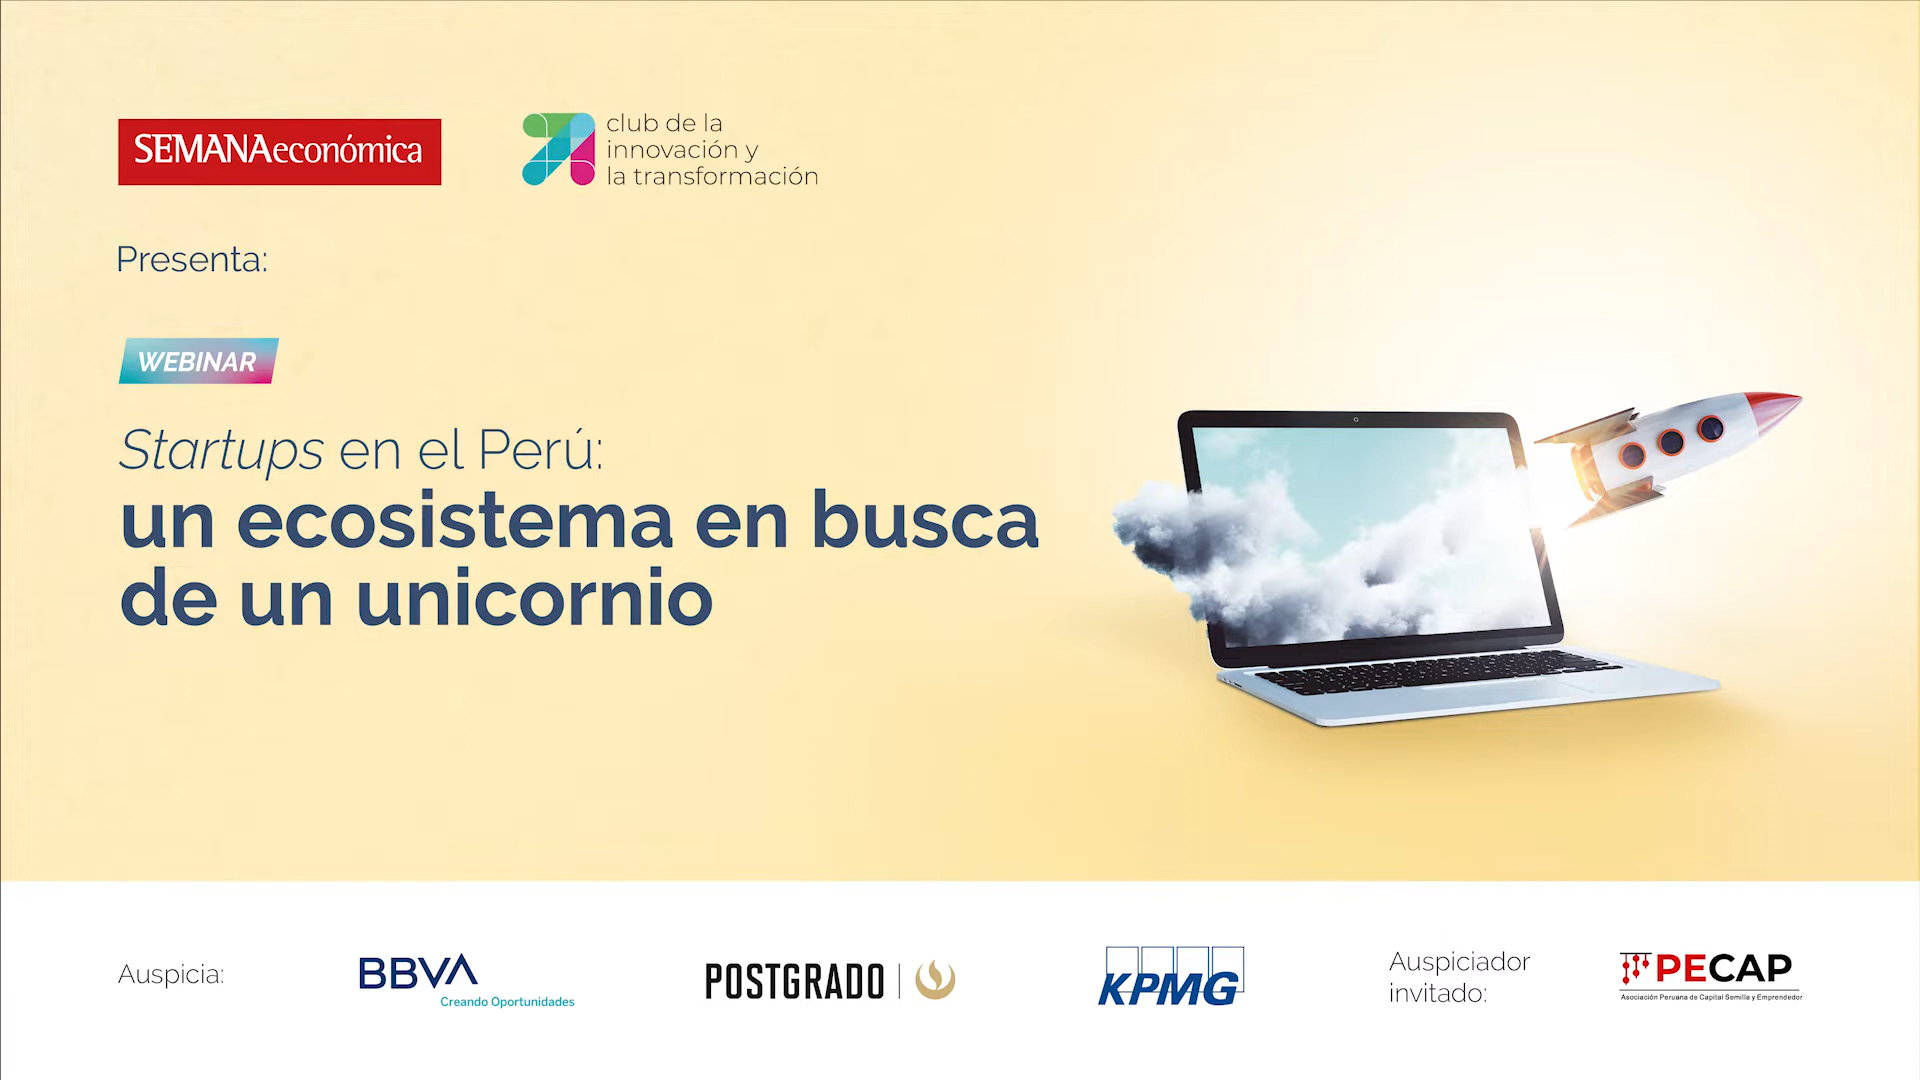 SEMANAeconómica
club de la
innovación y
la transformación
Presenta:
WEBINAR
Startups en el Perú:
un ecosistema en busca
de un unicornio
Auspicia:
BBVA
Creando Oportunidades
POSTGRADO
KPMG
Auspiciador
invitado:
PECAP
Asociación Peruana de Capital Semilla y Emprendedor